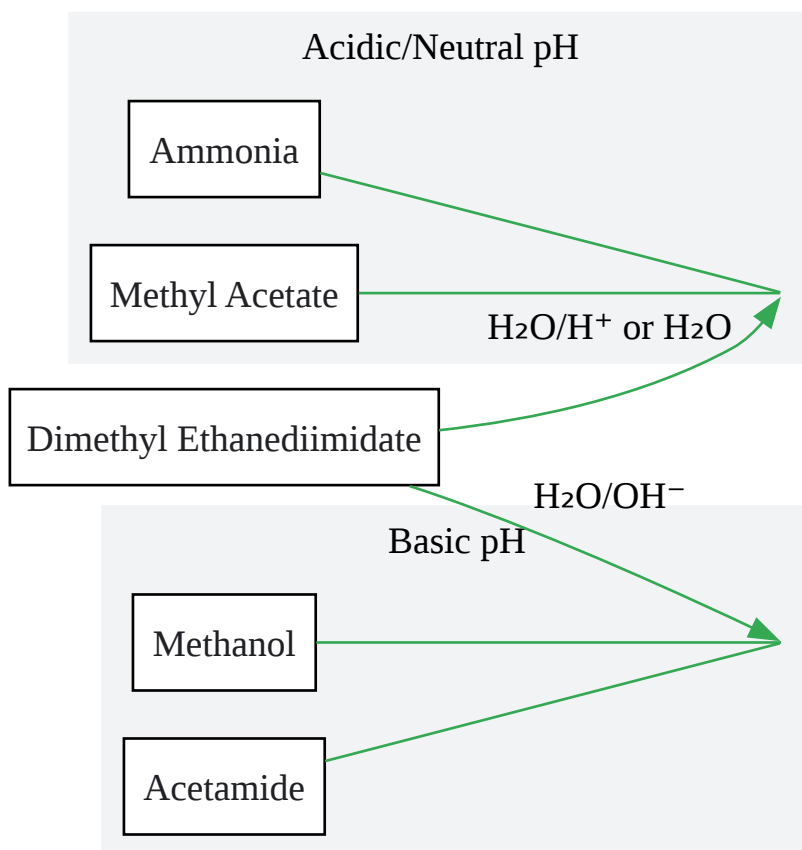 Acidic/Neutral pH
Ammonia
Methyl Acetate
H₂O/H⁺ or H₂O
Dimethyl Ethanediimidate
H₂O/OH⁻
Basic pH
Methanol
Acetamide